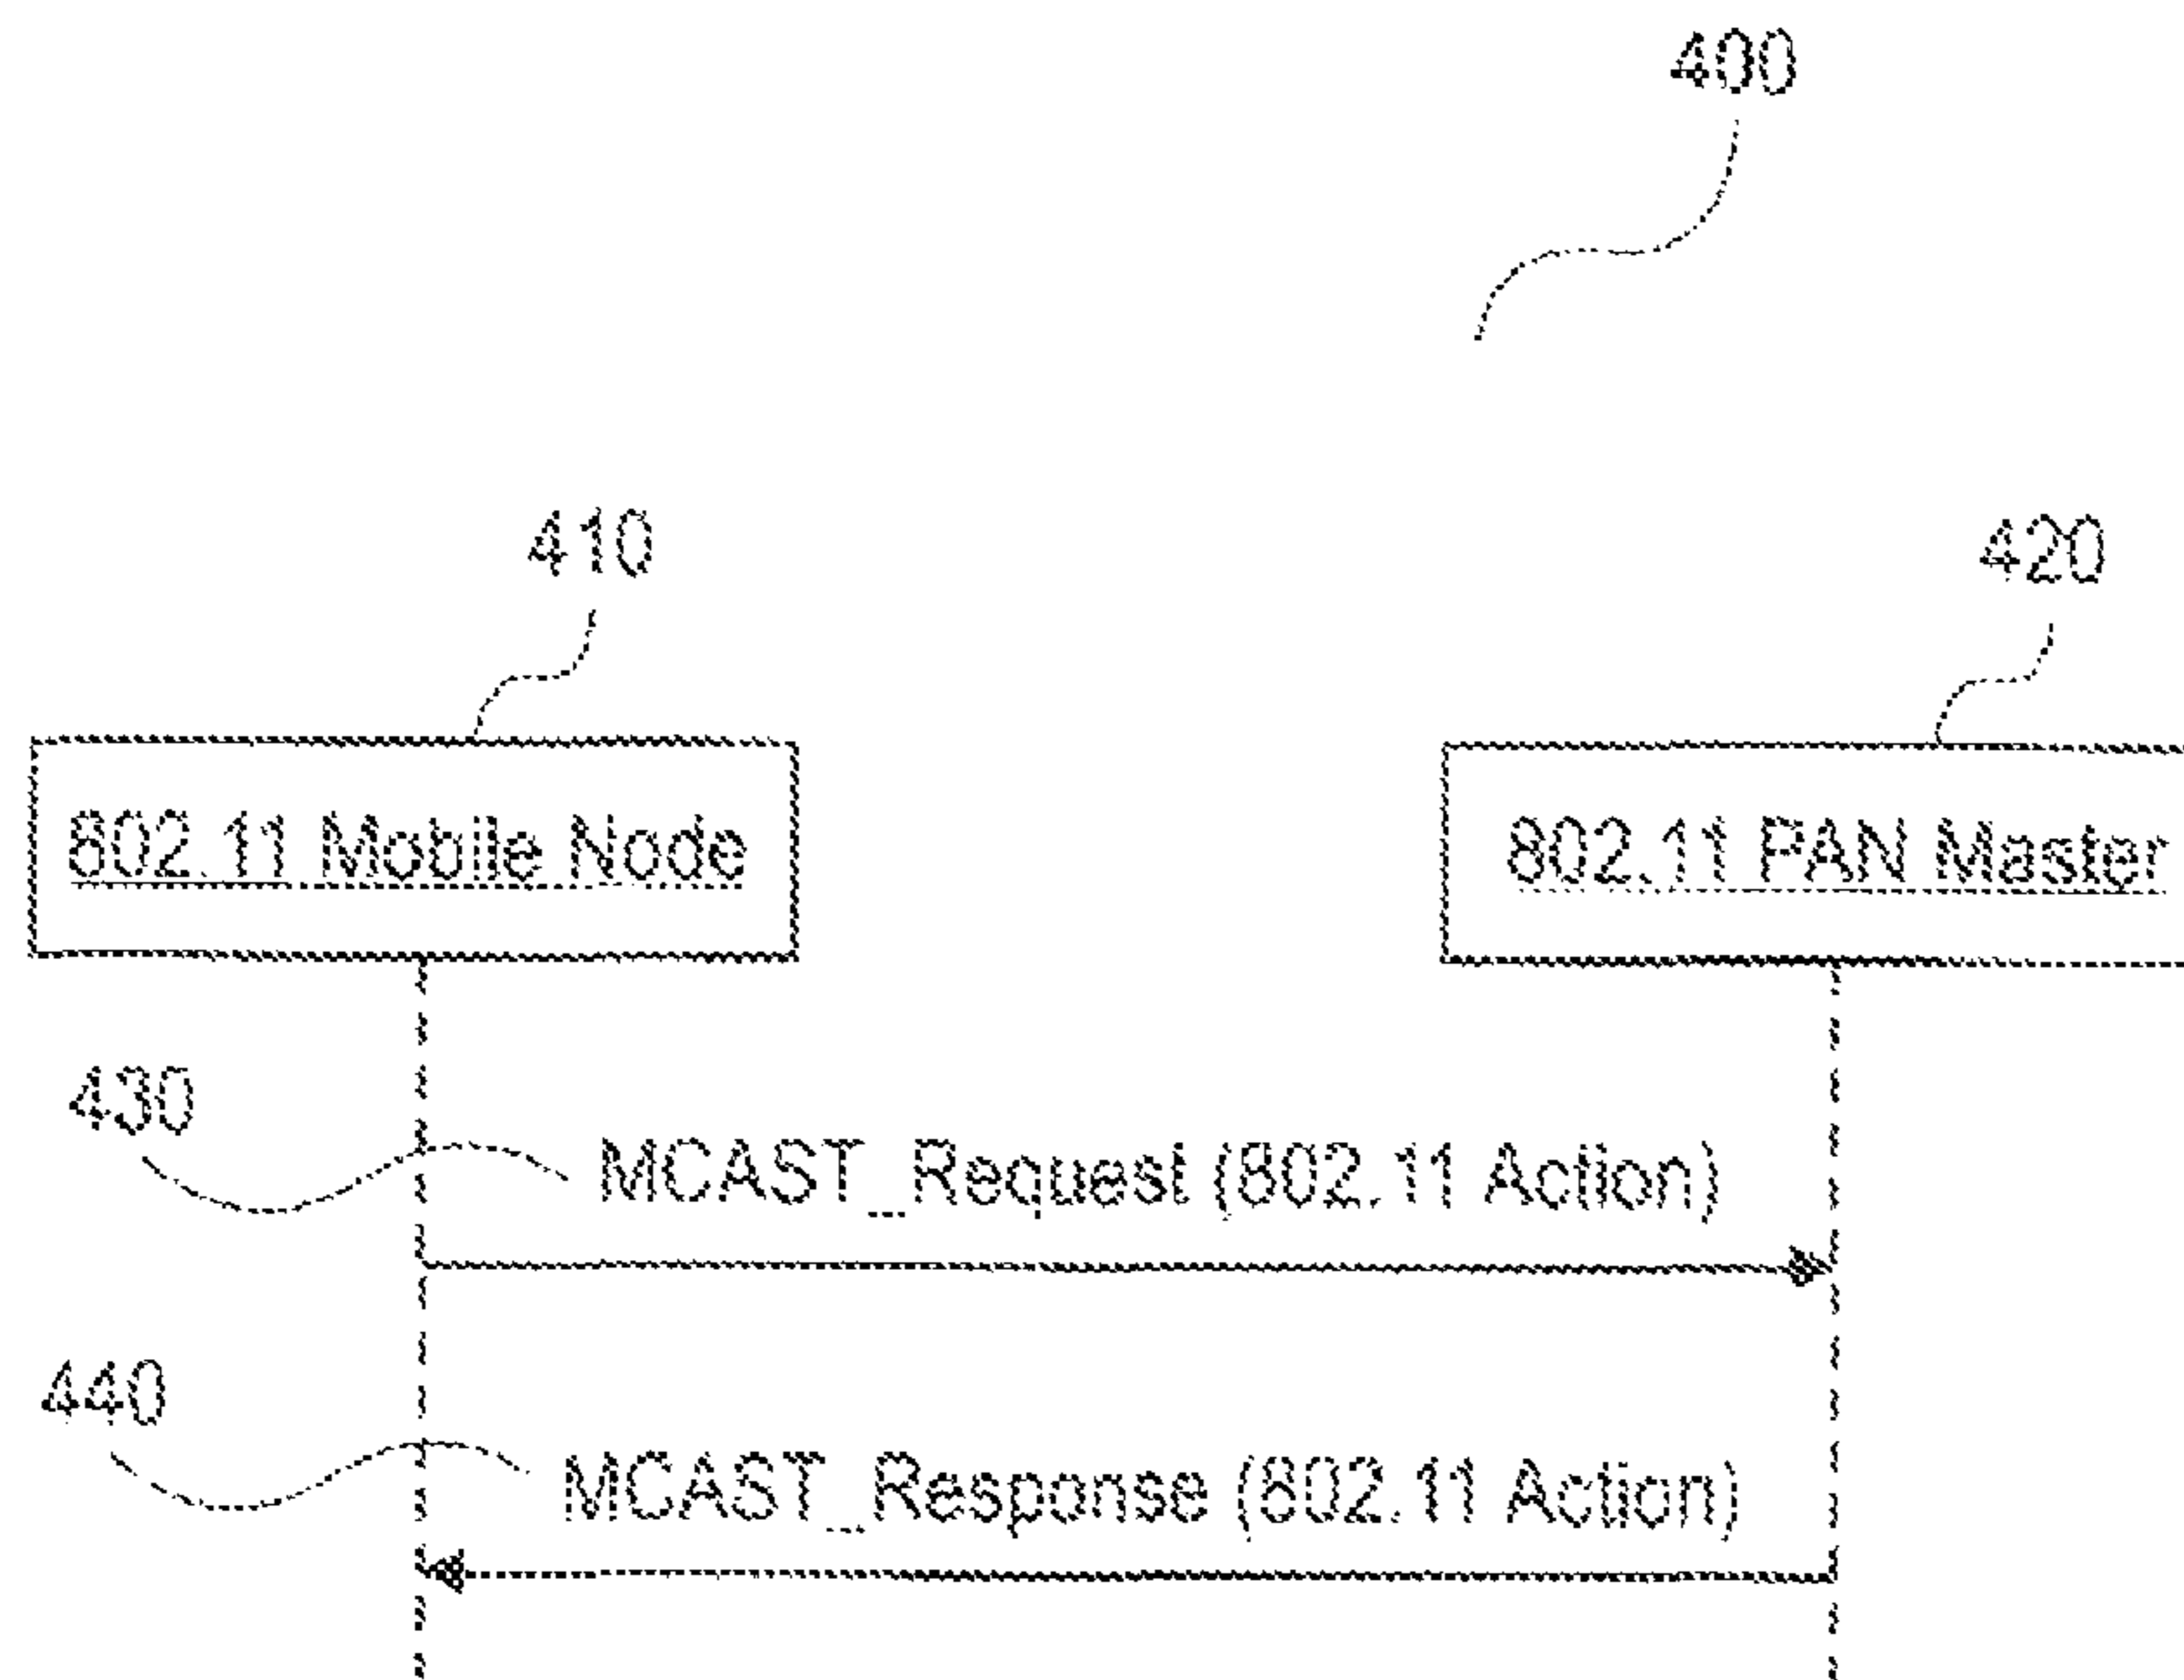 400
410
420
802.11 Mobile Node
802.11 PAN Master
430
MCAST_Request (802.11 Action)
440
MCAST_Response (802.11 Action)